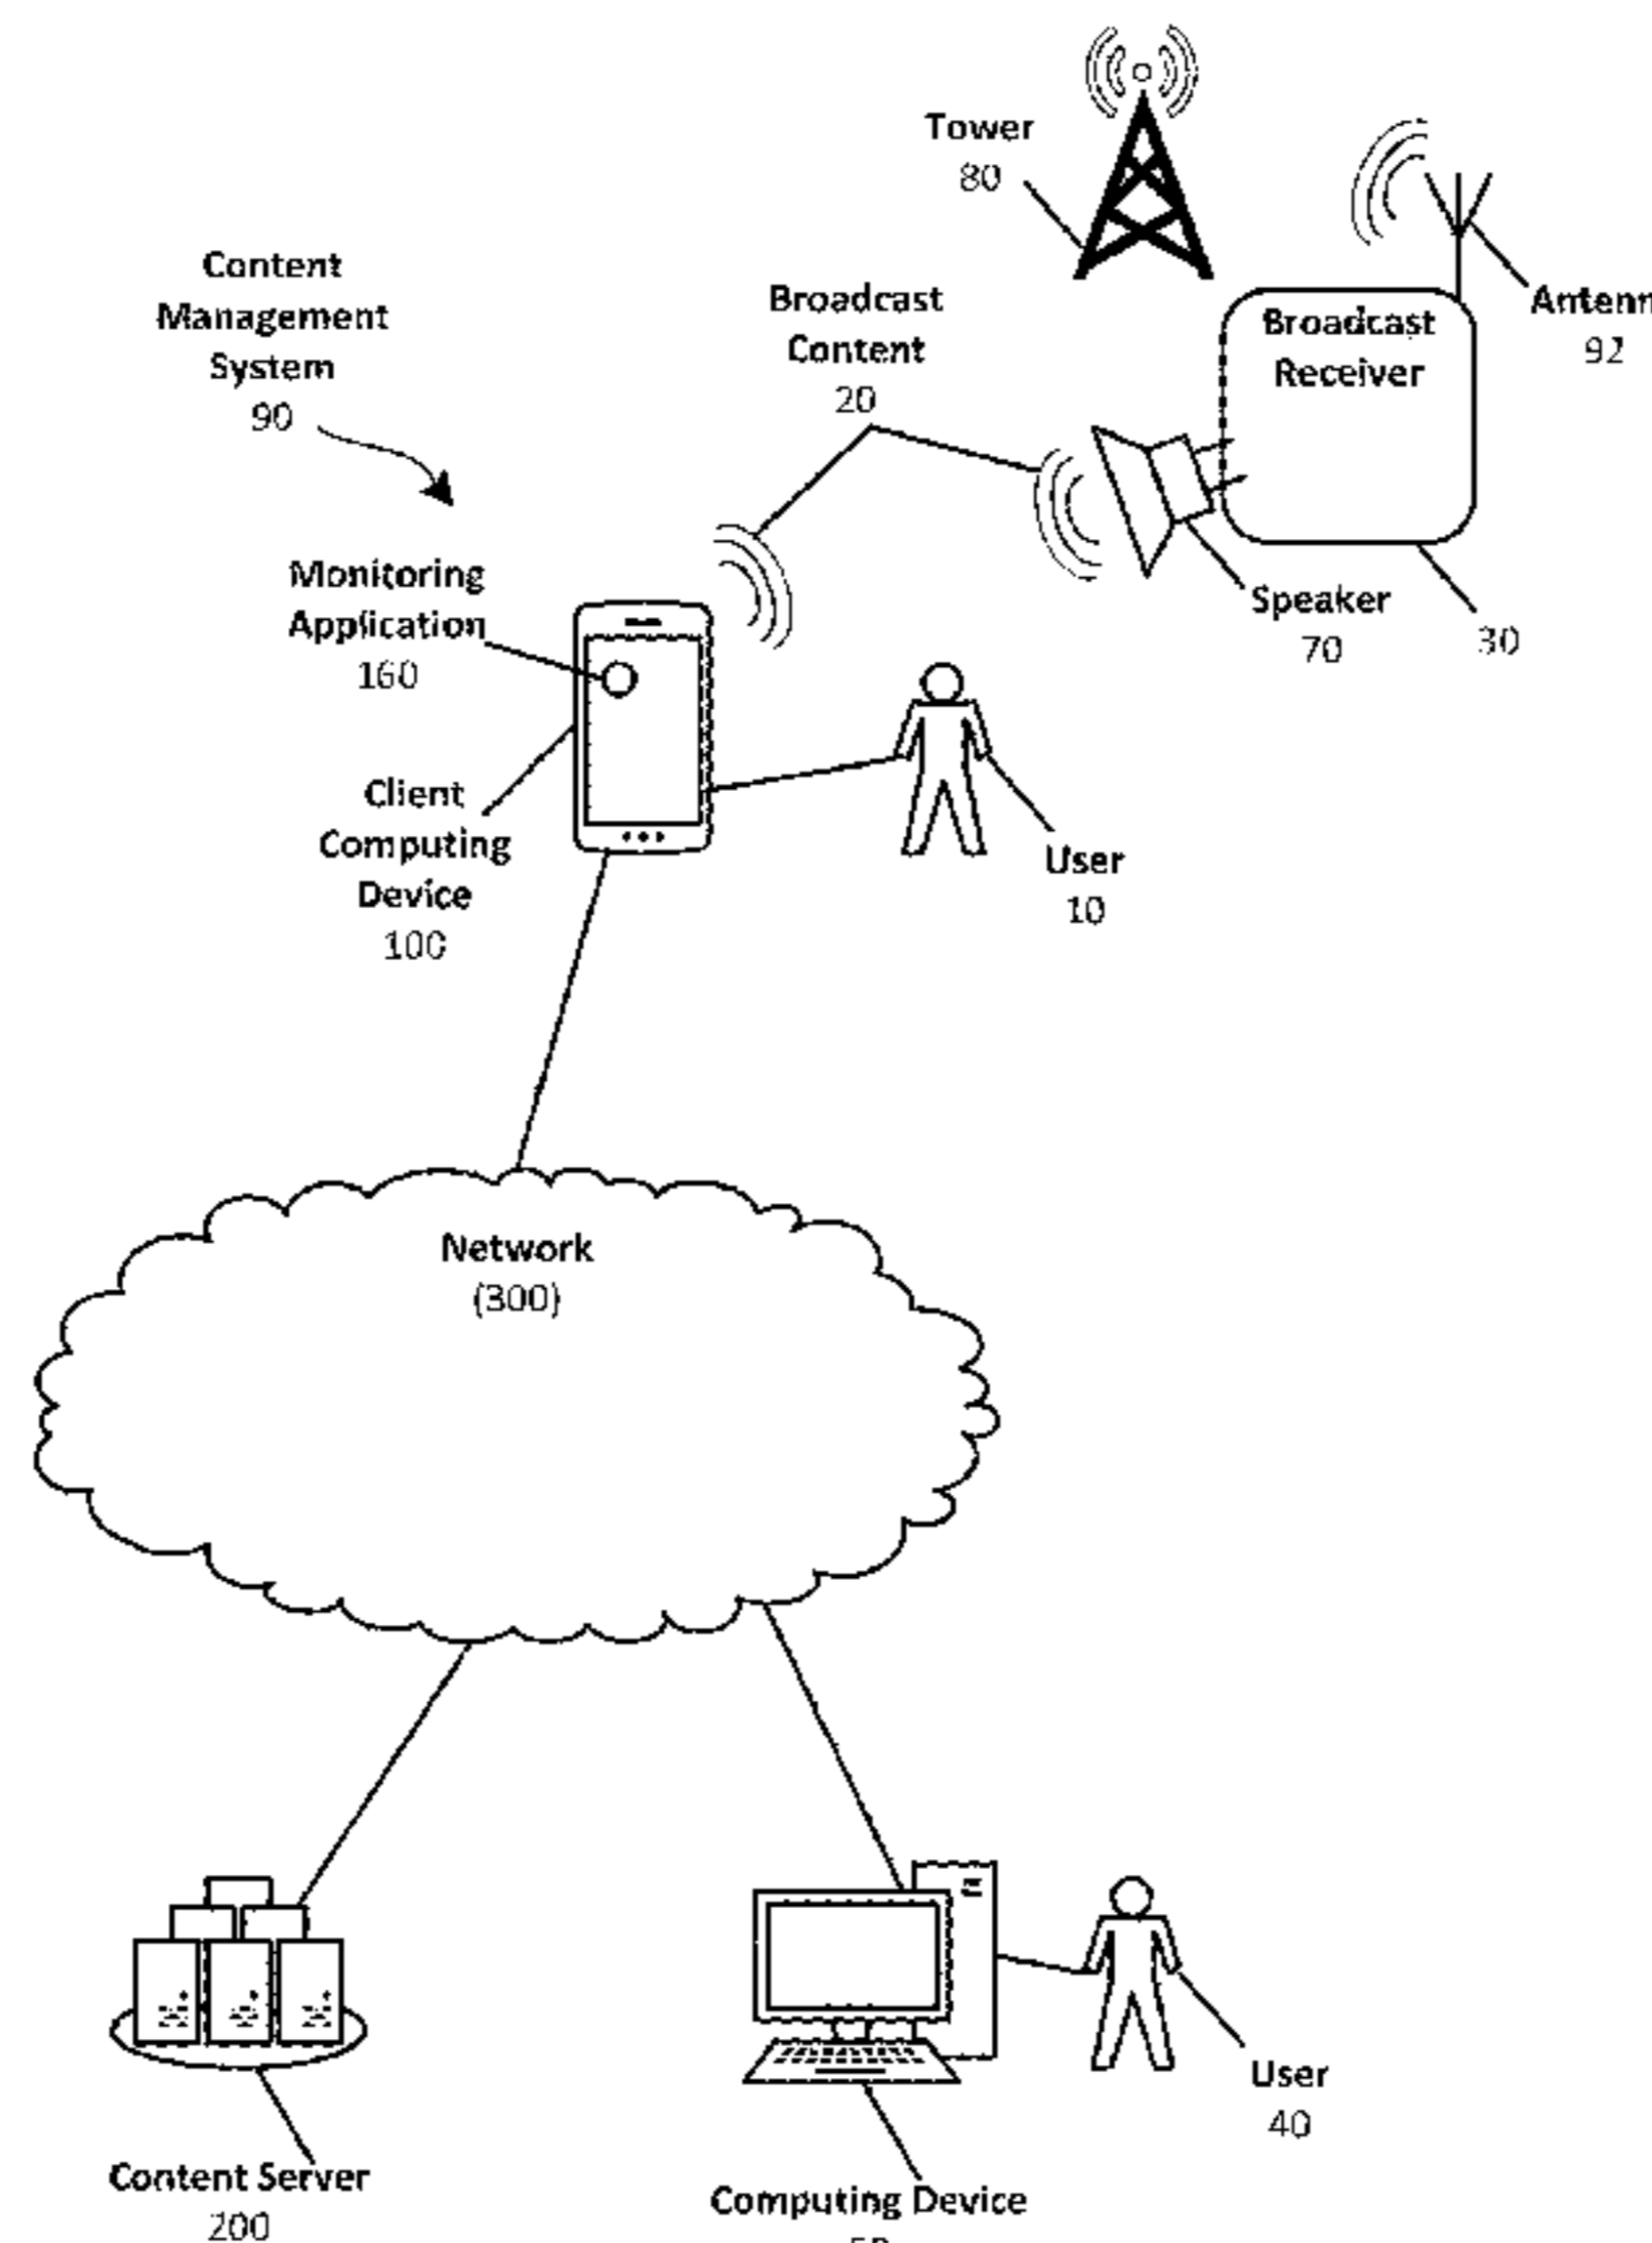 Tower
80
Content
Management
System
90
Broadcast
Content
20
Broadcast
Receiver
Antenn
92
Monitoring
Application
160
Speaker
70
30
Client
Computing
Device
100
User
10
Network
(300)
User
40
Content Server
200
Computing Device